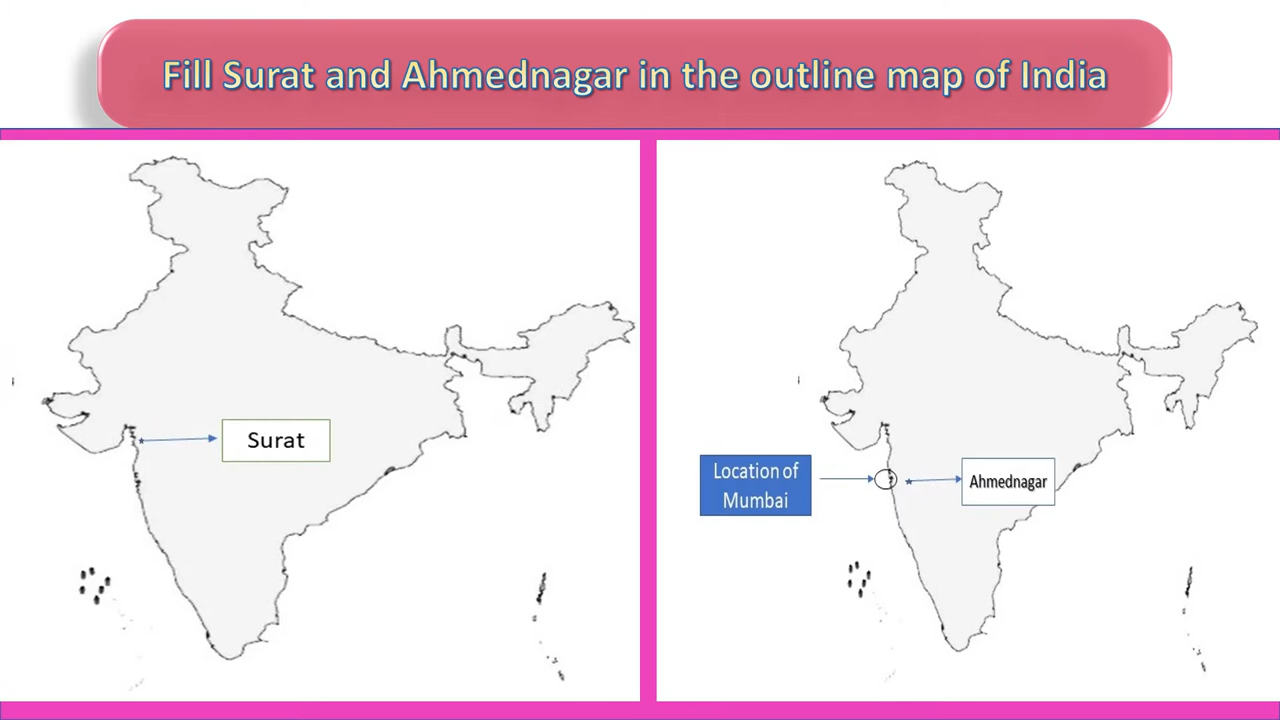 Fill Surat and Ahmednagar in the outline map of India
Surat
Location of
Mumbai
Ahmednagar